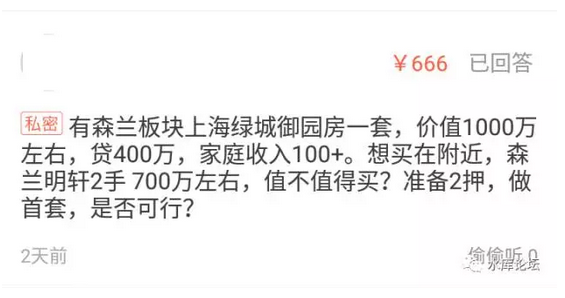 ￥666 已回答
私密 有森兰板块上海绿城御园房一套，价值1000万
左右，贷400万，家庭收入100+。想买在附近，森
兰明轩2手 700万左右，值不值得买？准备2押，做
首套，是否可行？
2天前 偷偷听 0
水库论坛